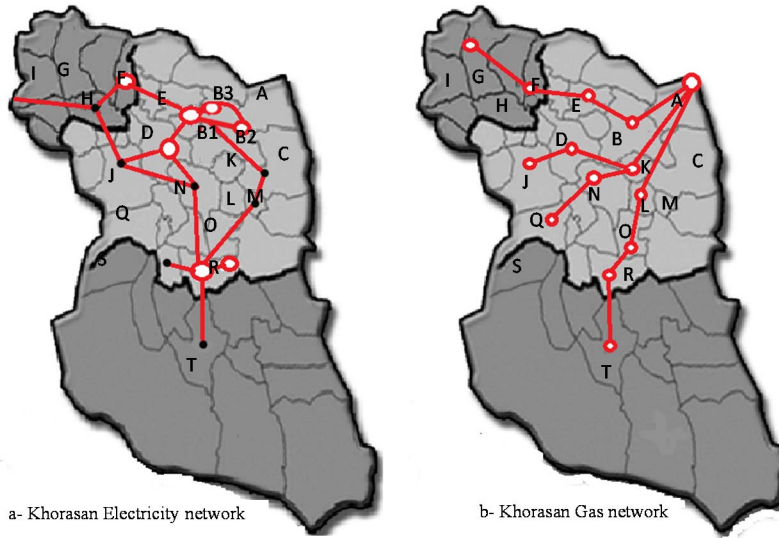 I G F
H E B3 A
D B1 B2
J K C
N L M
Q O
S R
T
a- Khorasan Electricity network
I G F A
H E
D B
J K C
N L M
Q O
S R
T
b- Khorasan Gas network